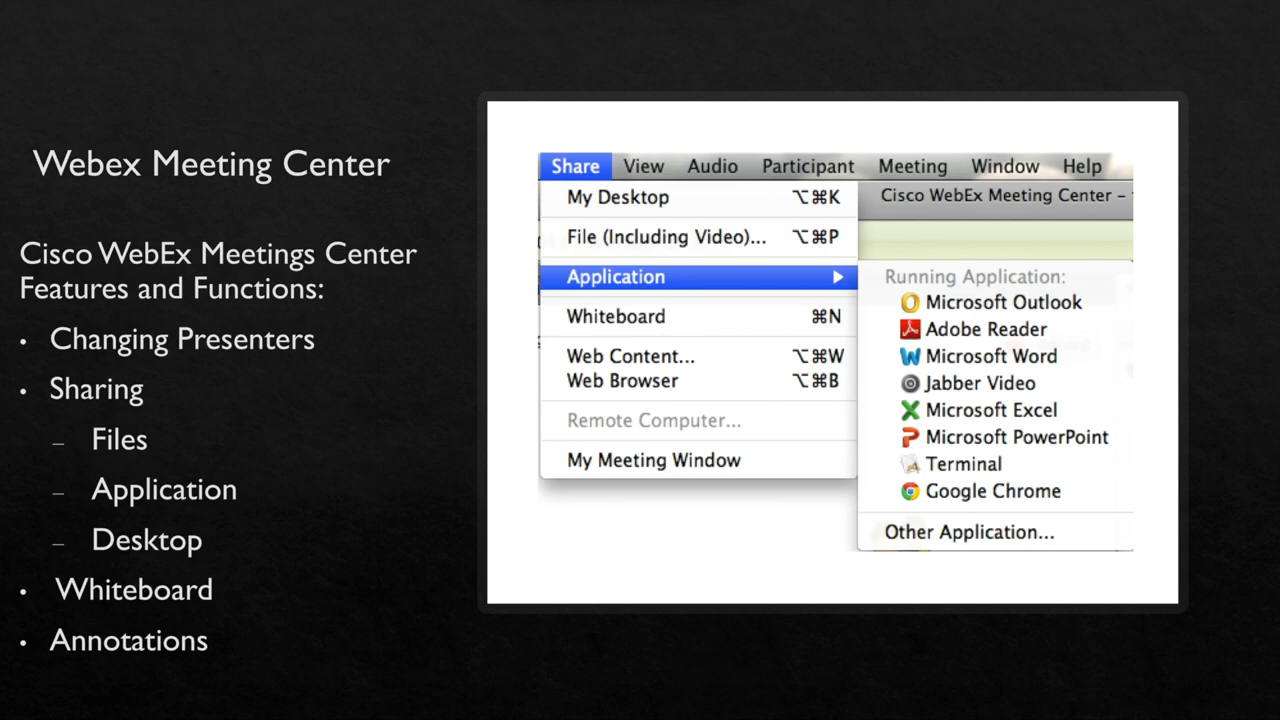 Webex Meeting Center
Cisco WebEx Meetings Center
Features and Functions:
• Changing Presenters
• Sharing
– Files
– Application
– Desktop
• Whiteboard
• Annotations
Share View Audio Participant Meeting Window Help
My Desktop ⌥⌘K
File (Including Video)... ⌥⌘P
Application ▶
Whiteboard ⌘N
Web Content... ⌥⌘W
Web Browser ⌥⌘B
Remote Computer...
My Meeting Window
Cisco WebEx Meeting Center –
Running Application:
Microsoft Outlook
Adobe Reader
Microsoft Word
Jabber Video
Microsoft Excel
Microsoft PowerPoint
Terminal
Google Chrome
Other Application...